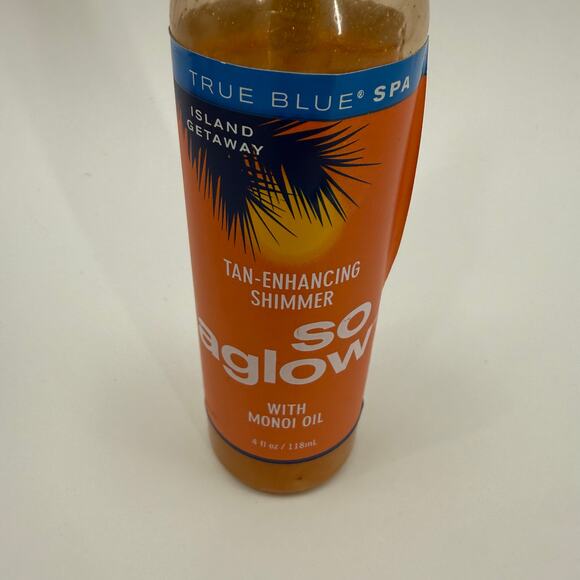 TRUE BLUE® SPA
ISLAND
GETAWAY
TAN-ENHANCING
SHIMMER
so
aglow
WITH
MONOI OIL
4 fl oz / 118mL